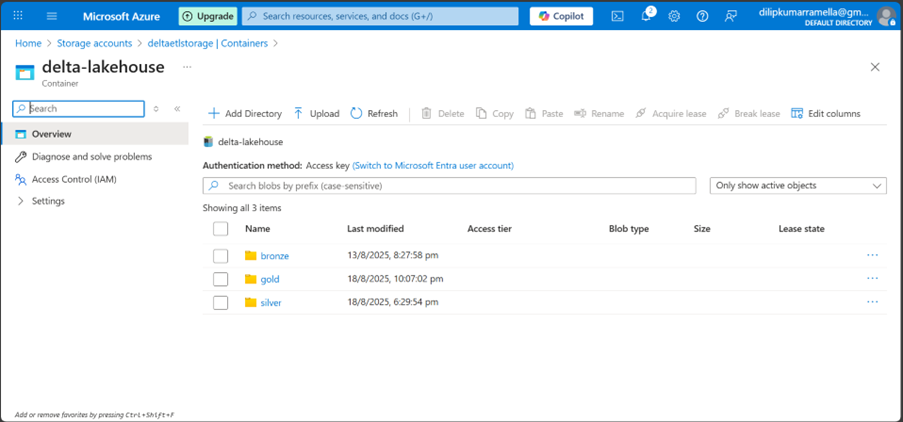 Microsoft Azure
Upgrade
Search resources, services, and docs (G+/)
Copilot
2
dilipkumarramella@gm...
DEFAULT DIRECTORY
Home > Storage accounts > deltaetlstorage | Containers >
delta-lakehouse ...
Container
Search
Overview
Diagnose and solve problems
Access Control (IAM)
Settings
Add Directory Upload Refresh Delete Copy Paste Rename Acquire lease Break lease Edit columns
delta-lakehouse
Authentication method: Access key (Switch to Microsoft Entra user account)
Search blobs by prefix (case-sensitive)
Only show active objects
Showing all 3 items
Name Last modified Access tier Blob type Size Lease state
bronze 13/8/2025, 8:27:58 pm ...
gold 18/8/2025, 10:07:02 pm ...
silver 18/8/2025, 6:29:54 pm ...
Add or remove favorites by pressing Ctrl+Shift+F